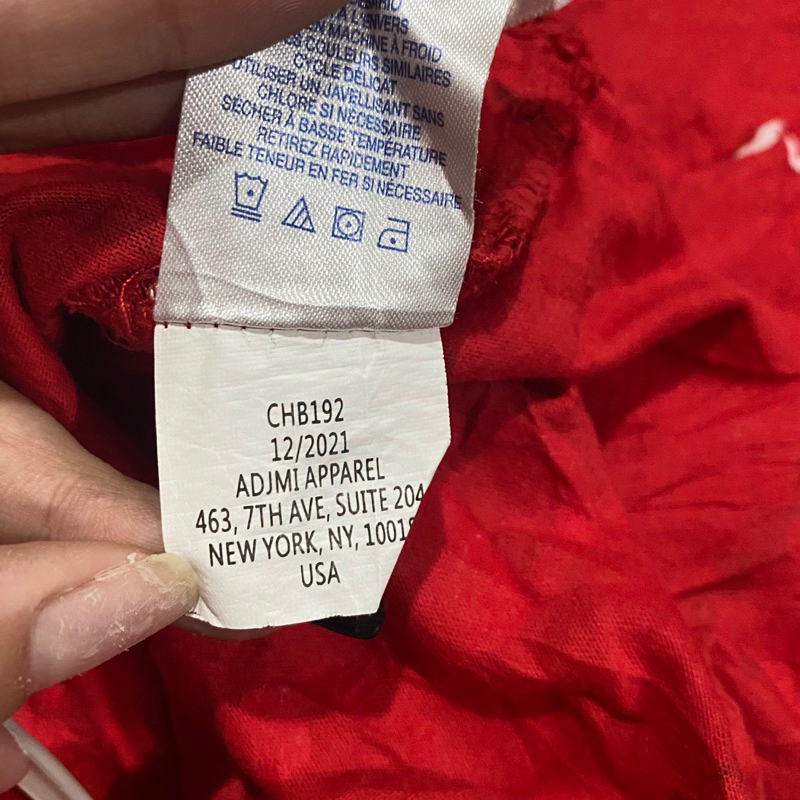 L'ENVERS
MACHINE À FROID
COULEURS SIMILAIRES
CYCLE DÉLICAT
UTILISER UN JAVELLISANT SANS
CHLORE SI NÉCESSAIRE
SÉCHER À BASSE TEMPÉRATURE
RETIREZ RAPIDEMENT
FAIBLE TENEUR EN FER SI NÉCESSAIRE
CHB192
12/2021
ADJMI APPAREL
463, 7TH AVE, SUITE 204
NEW YORK, NY, 10018
USA